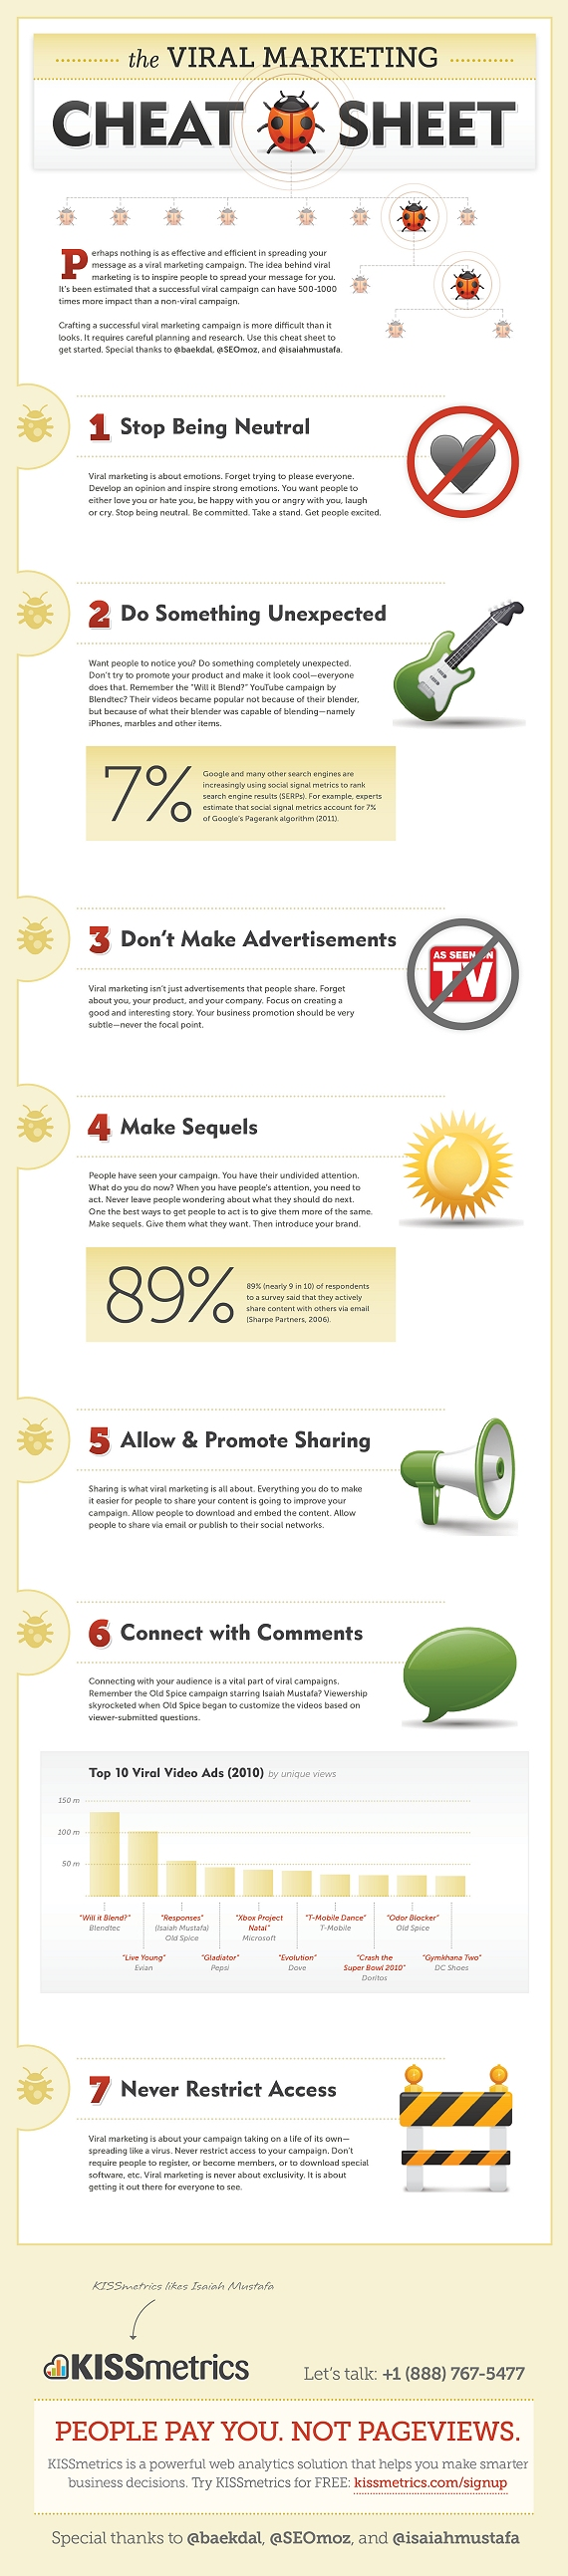 the VIRAL MARKETING
CHEAT SHEET
Perhaps nothing is as effective and efficient in spreading your
message as a viral marketing campaign. The idea behind viral
marketing is to inspire people to spread your message for you.
It's been estimated that a successful viral campaign can have 500-1000
times more impact than a non-viral campaign.
Crafting a successful viral marketing campaign is more difficult than it
looks. It requires careful planning and research. Use this cheat sheet to
get started. Special thanks to @baekdal, @SEOmoz, and @isaiahmustafa.
1 Stop Being Neutral
Viral marketing is about emotions. Forget trying to please everyone.
Develop an opinion and inspire strong emotions. You want people to
either love you or hate you, be happy with you or angry with you, laugh
or cry. Stop being neutral. Be committed. Take a stand. Get people excited.
2 Do Something Unexpected
Want people to notice you? Do something completely unexpected.
Don't try to promote your product and make it look cool—everyone
does that. Remember the "Will it Blend?" YouTube campaign by
Blendtec? Their videos became popular not because of their blender,
but because of what their blender was capable of blending—namely
iPhones, marbles and other items.
7%
Google and many other search engines are
increasingly using social signal metrics to rank
search engine results (SERPs). For example, experts
estimate that social signal metrics account for 7%
of Google's Pagerank algorithm (2011).
3 Don't Make Advertisements
AS SEEN ON
TV
Viral marketing isn't just advertisements that people share. Forget
about you, your product, and your company. Focus on creating a
good and interesting story. Your business promotion should be very
subtle—never the focal point.
4 Make Sequels
People have seen your campaign. You have their undivided attention.
What do you do now? When you have people's attention, you need to
act. Never leave people wondering about what they should do next.
One the best ways to get people to act is to give them more of the same.
Make sequels. Give them what they want. Then introduce your brand.
89%
89% (nearly 9 in 10) of respondents
to a survey said that they actively
share content with others via email
(Sharpe Partners, 2006).
5 Allow & Promote Sharing
Sharing is what viral marketing is all about. Everything you do to make
it easier for people to share your content is going to improve your
campaign. Allow people to download and embed the content. Allow
people to share via email or publish to their social networks.
6 Connect with Comments
Connecting with your audience is a vital part of viral campaigns.
Remember the Old Spice campaign starring Isaiah Mustafa? Viewership
skyrocketed when Old Spice began to customize the videos based on
viewer-submitted questions.
Top 10 Viral Video Ads (2010) by unique views
150 m
100 m
50 m
"Will it Blend?"
Blendtec
"Live Young"
Evian
"Responses"
(Isaiah Mustafa)
Old Spice
"Gladiator"
Pepsi
"Xbox Project
Natal"
Microsoft
"Evolution"
Dove
"T-Mobile Dance"
T-Mobile
"Crash the
Super Bowl 2010"
Doritos
"Odor Blocker"
Old Spice
"Gymkhana Two"
DC Shoes
7 Never Restrict Access
Viral marketing is about your campaign taking on a life of its own—
spreading like a virus. Never restrict access to your campaign. Don't
require people to register, or become members, or to download special
software, etc. Viral marketing is never about exclusivity. It is about
getting it out there for everyone to see.
KISSmetrics likes Isaiah Mustafa
KISSmetrics
Let's talk: +1 (888) 767-5477
PEOPLE PAY YOU. NOT PAGEVIEWS.
KISSmetrics is a powerful web analytics solution that helps you make smarter
business decisions. Try KISSmetrics for FREE: kissmetrics.com/signup
Special thanks to @baekdal, @SEOmoz, and @isaiahmustafa